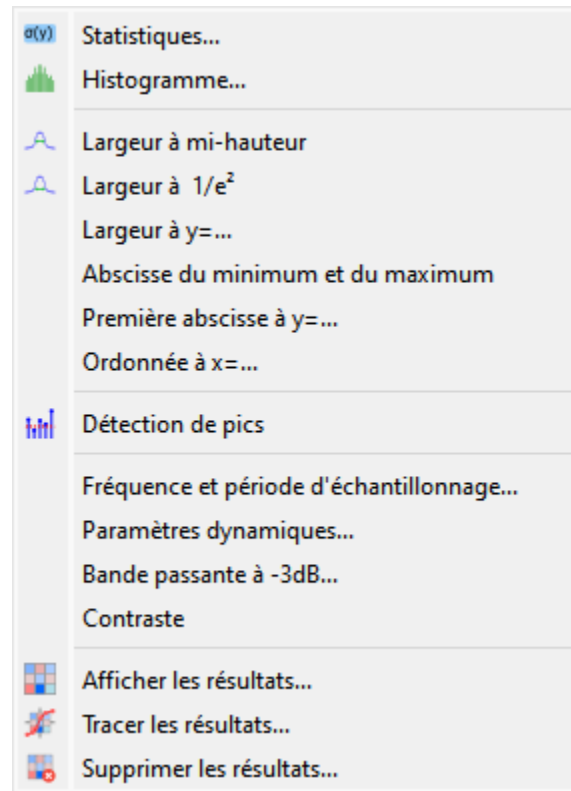 σ(y) Statistiques...
Histogramme...
Largeur à mi-hauteur
Largeur à 1/e²
Largeur à y=...
Abscisse du minimum et du maximum
Première abscisse à y=...
Ordonnée à x=...
Détection de pics
Fréquence et période d'échantillonnage...
Paramètres dynamiques...
Bande passante à -3dB...
Contraste
Afficher les résultats...
Tracer les résultats...
Supprimer les résultats...